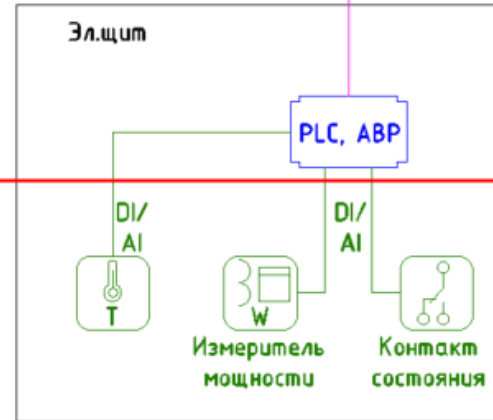 Эл.щит
PLC, АВР
DI/
AI
DI/
AI
T
W
Измеритель
мощности
Контакт
состояния